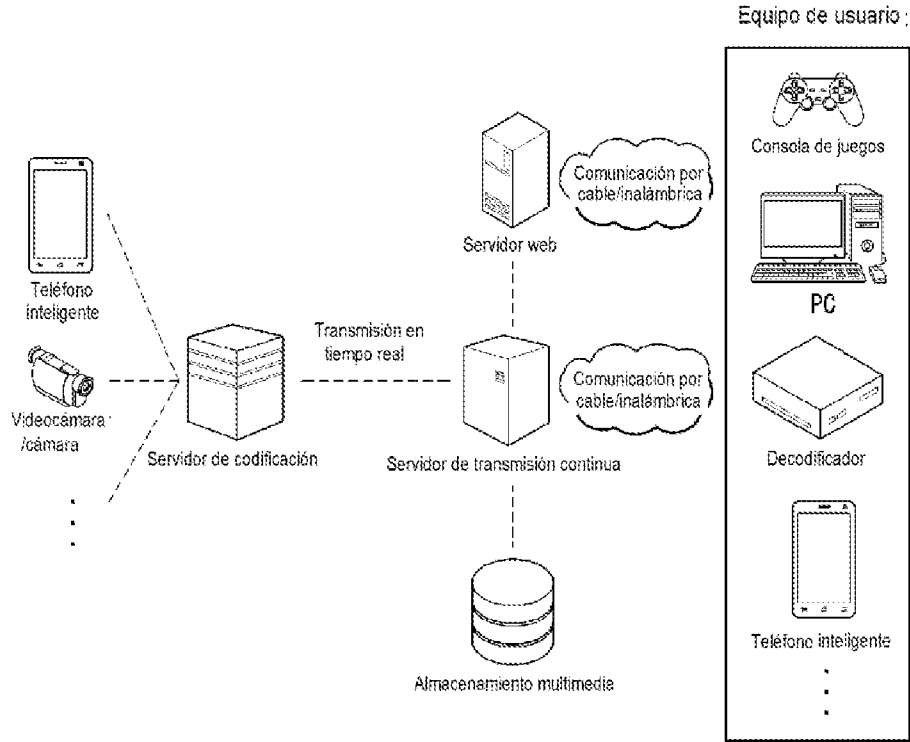 Equipo de usuario
Consola de juegos
Comunicación por
cable/inalámbrica
Servidor web
PC
Teléfono
inteligente
Transmisión en
tiempo real
Comunicación por
cable/inalámbrica
Videocámara
/cámara
Servidor de codificación
Servidor de transmisión continua
Decodificador
Teléfono inteligente
Almacenamiento multimedia